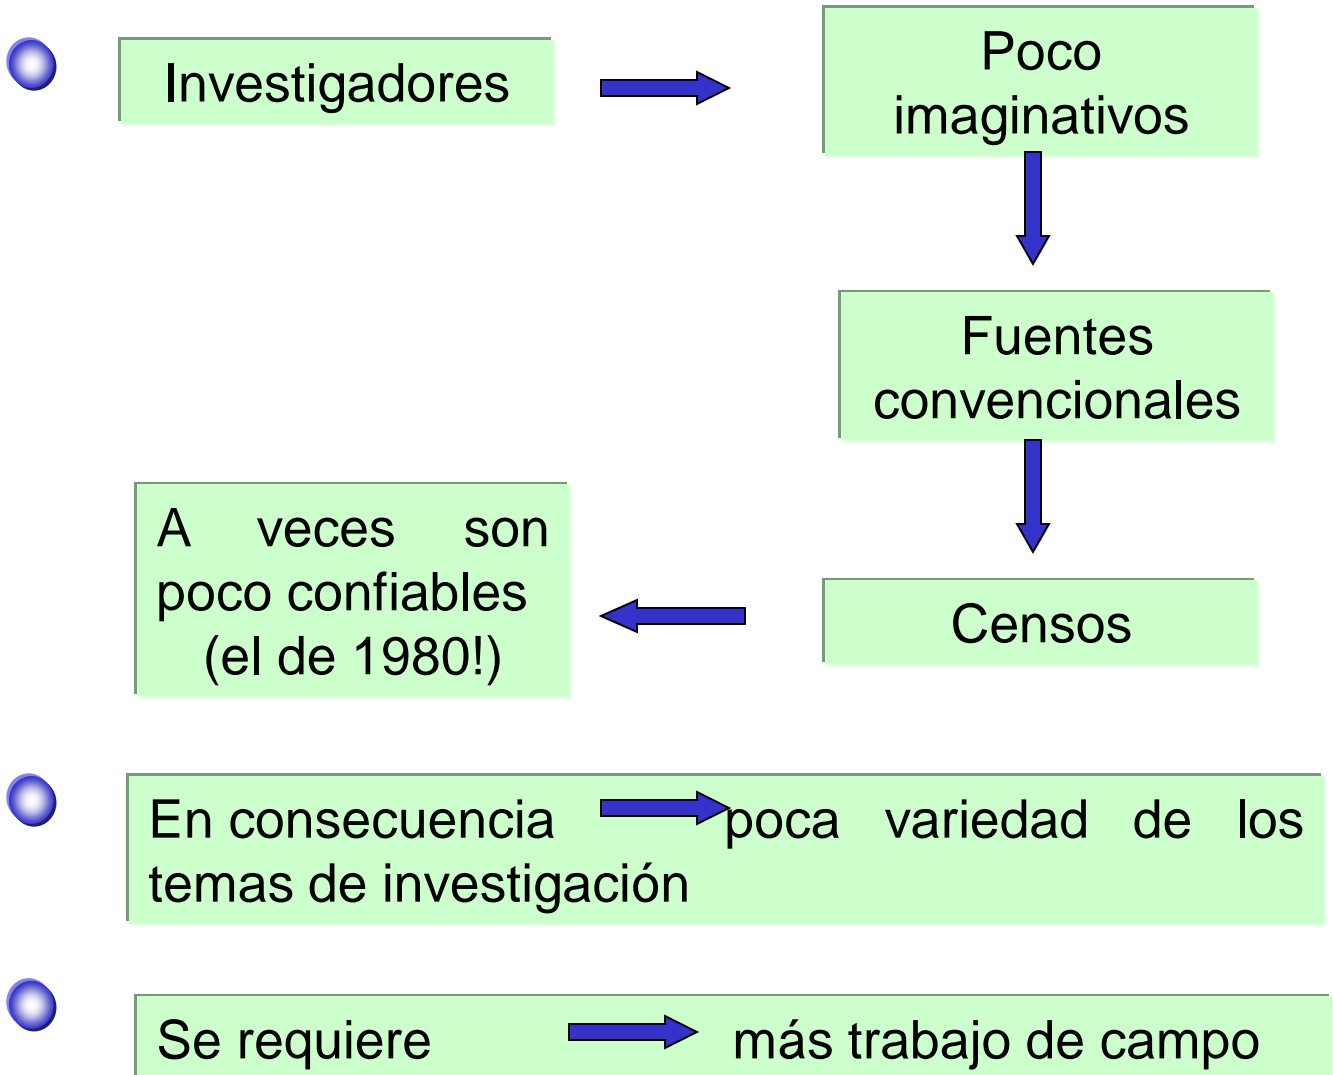 Investigadores
Poco
imaginativos
Fuentes
convencionales
Censos
A veces son
poco confiables
(el de 1980!)
En consecuencia poca variedad de los
temas de investigación
Se requiere más trabajo de campo